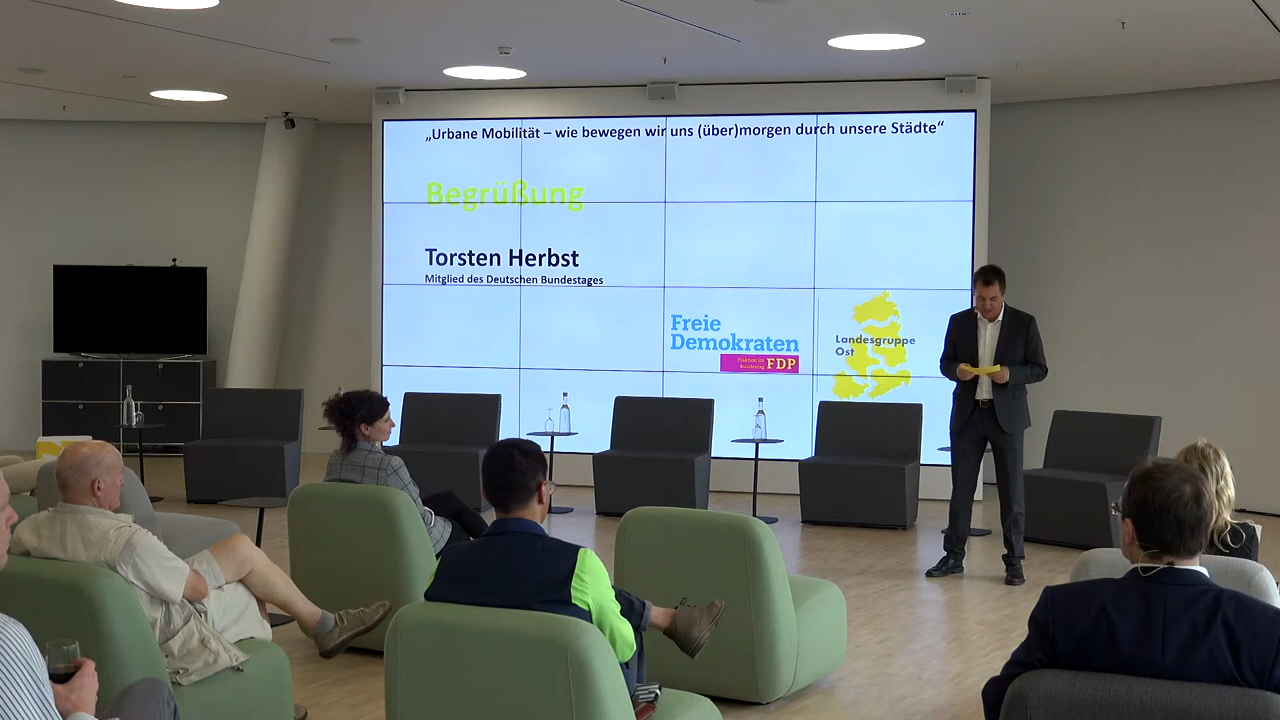 „Urbane Mobilität – wie bewegen wir uns (über)morgen durch unsere Städte“
Begrüßung
Torsten Herbst
Mitglied des Deutschen Bundestages
Freie
Demokraten
Fraktion im
Bundestag FDP
Landesgruppe
Ost